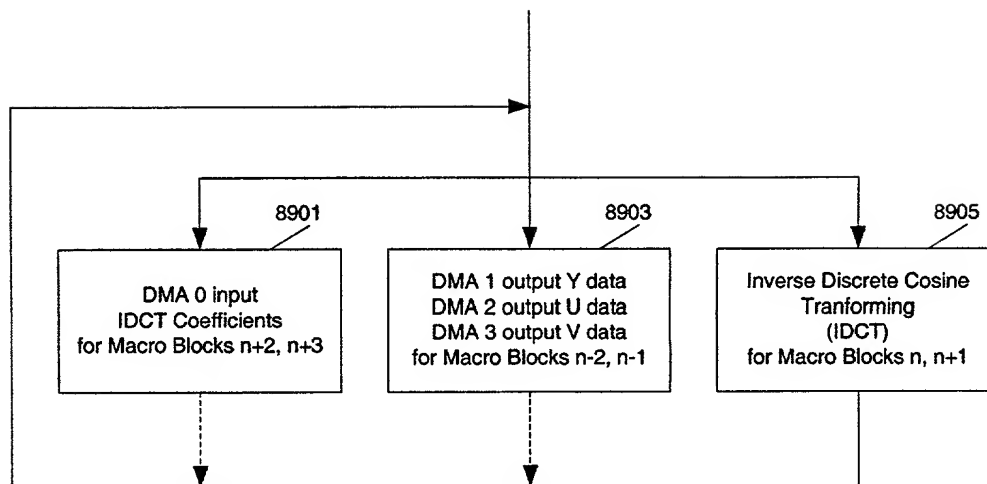 8901
8903
8905
DMA 0 input
IDCT Coefficients
for Macro Blocks n+2, n+3
DMA 1 output Y data
DMA 2 output U data
DMA 3 output V data
for Macro Blocks n-2, n-1
Inverse Discrete Cosine
Tranforming
(IDCT)
for Macro Blocks n, n+1